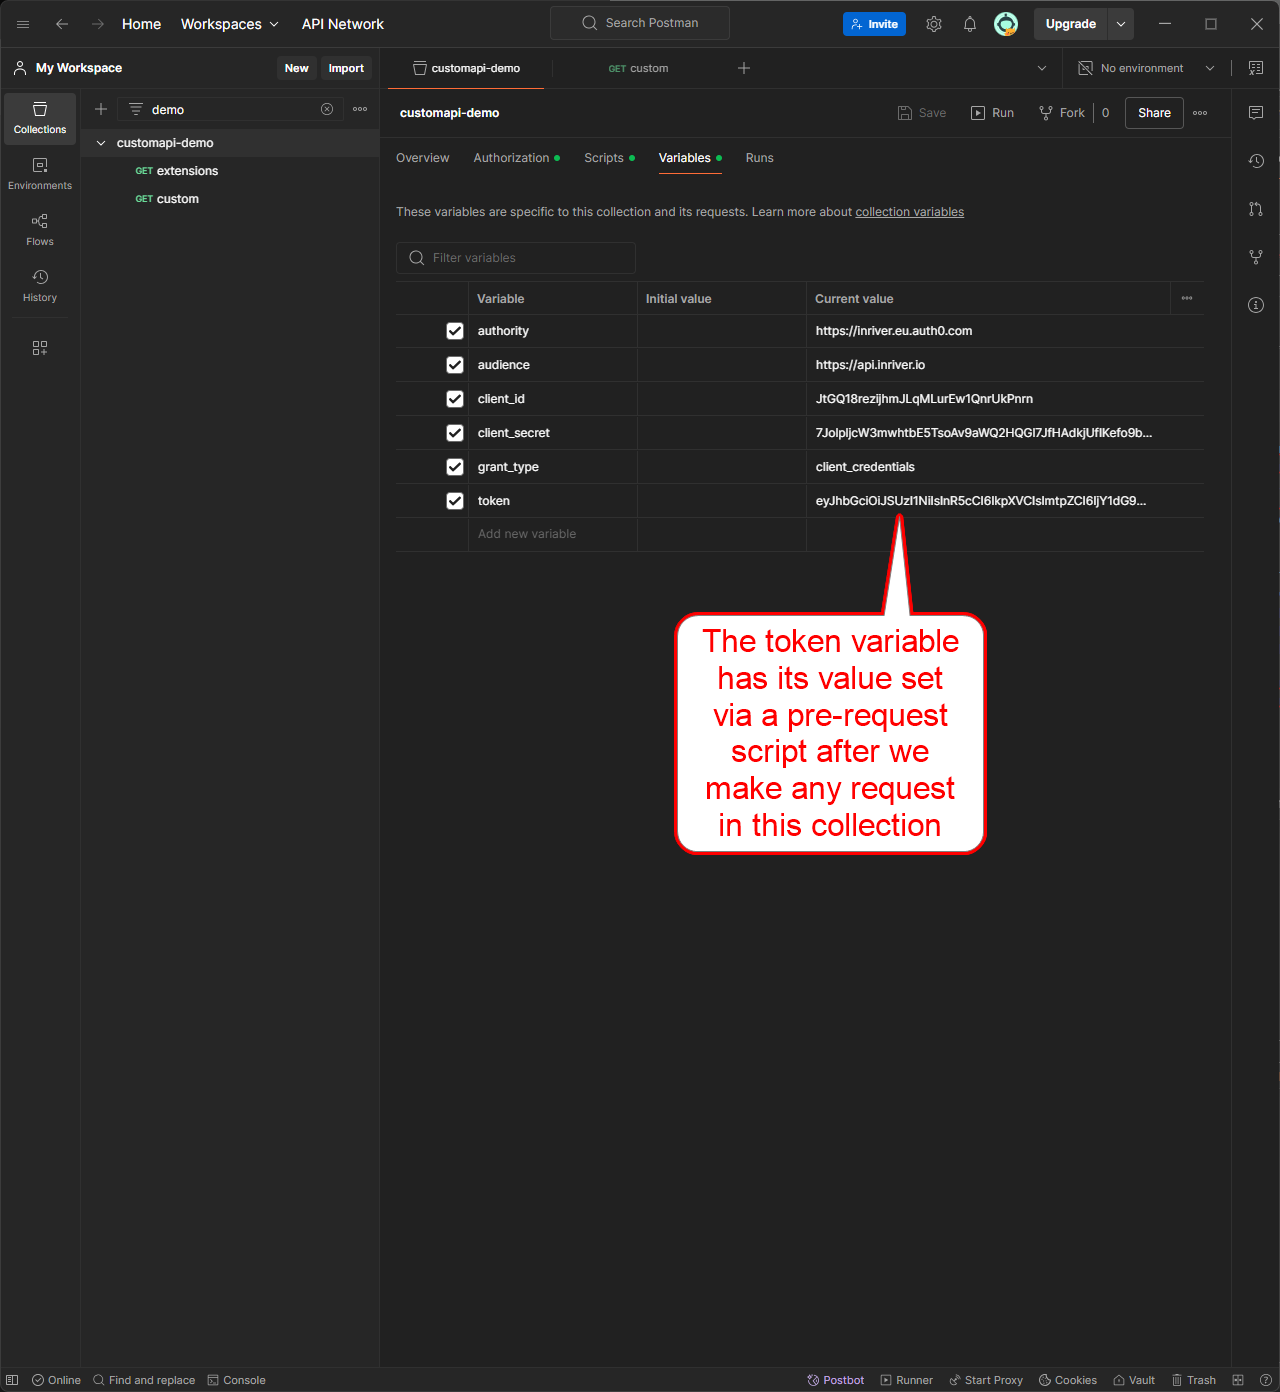 Home Workspaces API Network Search Postman Invite Upgrade
My Workspace New Import customapi-demo GET custom No environment
Collections
Environments
Flows
History
demo
customapi-demo
GET extensions
GET custom
customapi-demo Save Run Fork 0 Share
Overview Authorization Scripts Variables Runs
These variables are specific to this collection and its requests. Learn more about collection variables
Filter variables
Variable Initial value Current value
authority https://inriver.eu.auth0.com
audience https://api.inriver.io
client_id JtGQ18rezijhmJLqMLurEw1QnrUkPnrn
client_secret 7JolpljcW3mwhtbE5TsoAv9aWQ2HQGl7JfHAdkjUfIKefo9b...
grant_type client_credentials
token eyJhbGciOiJSUzI1NiIsInR5cCI6IkpXVCIsImtpZCI6IjY1dG9...
Add new variable
The token variable
has its value set
via a pre-request
script after we
make any request
in this collection
Online Find and replace Console Postbot Runner Start Proxy Cookies Vault Trash